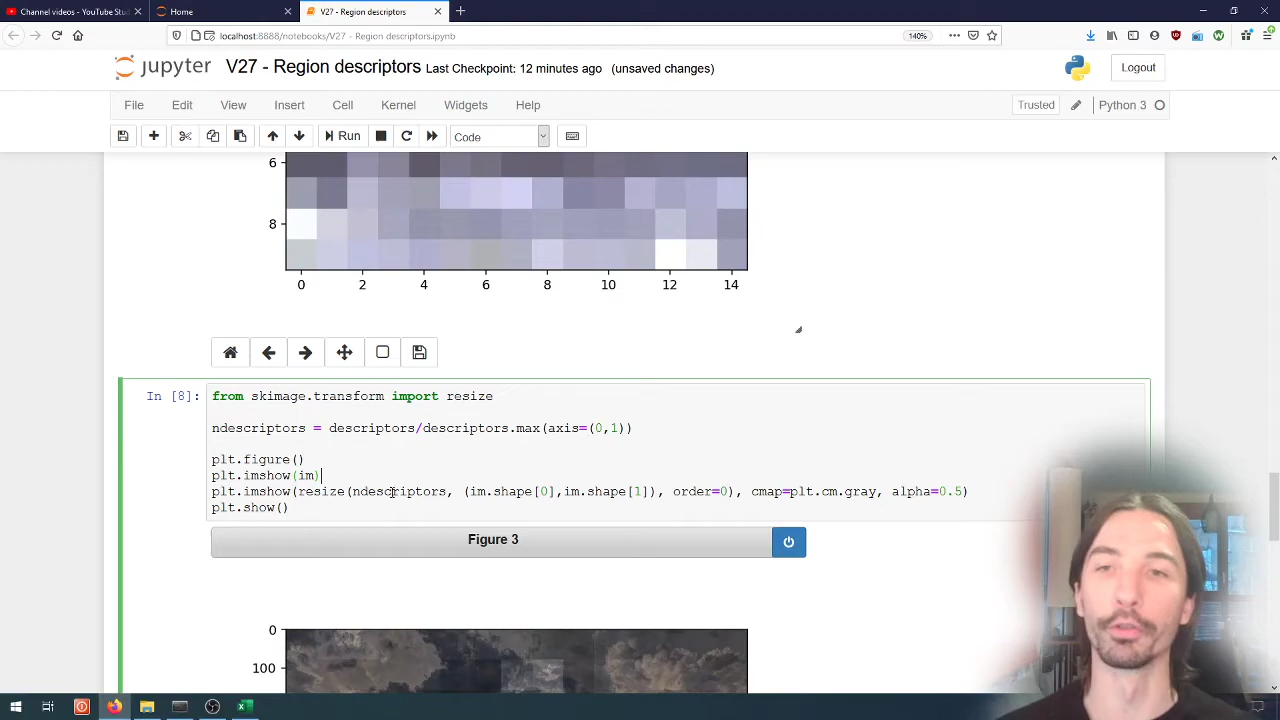 Channel videos - YouTube Stud
Home
V27 - Region descriptors
localhost:8888/notebooks/V27 - Region descriptors.ipynb
140%
jupyter V27 - Region descriptors Last Checkpoint: 12 minutes ago (unsaved changes)
Logout
File Edit View Insert Cell Kernel Widgets Help
Trusted
Python 3
Run
Code
6
8
0 2 4 6 8 10 12 14
In [8]:
from skimage.transform import resize
ndescriptors = descriptors/descriptors.max(axis=(0,1))
plt.figure()
plt.imshow(im)
plt.imshow(resize(ndescriptors, (im.shape[0],im.shape[1]), order=0), cmap=plt.cm.gray, alpha=0.5)
plt.show()
Figure 3
0
100